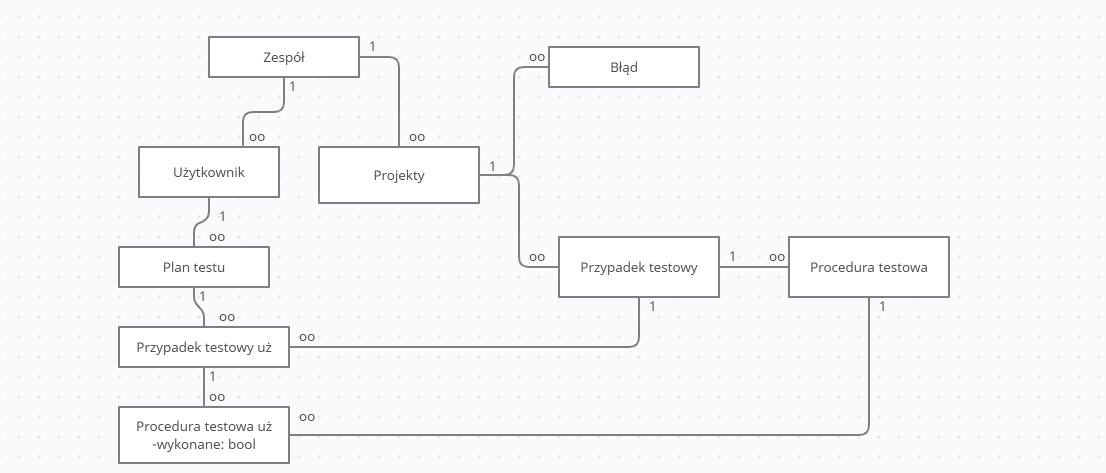 Zespół
1
1
oo
Błąd
oo
oo
Użytkownik
Projekty
1
1
oo
Plan testu
oo
Przypadek testowy
1
oo
Procedura testowa
1
oo
1
1
Przypadek testowy uż
oo
1
oo
Procedura testowa uż
-wykonane: bool
oo